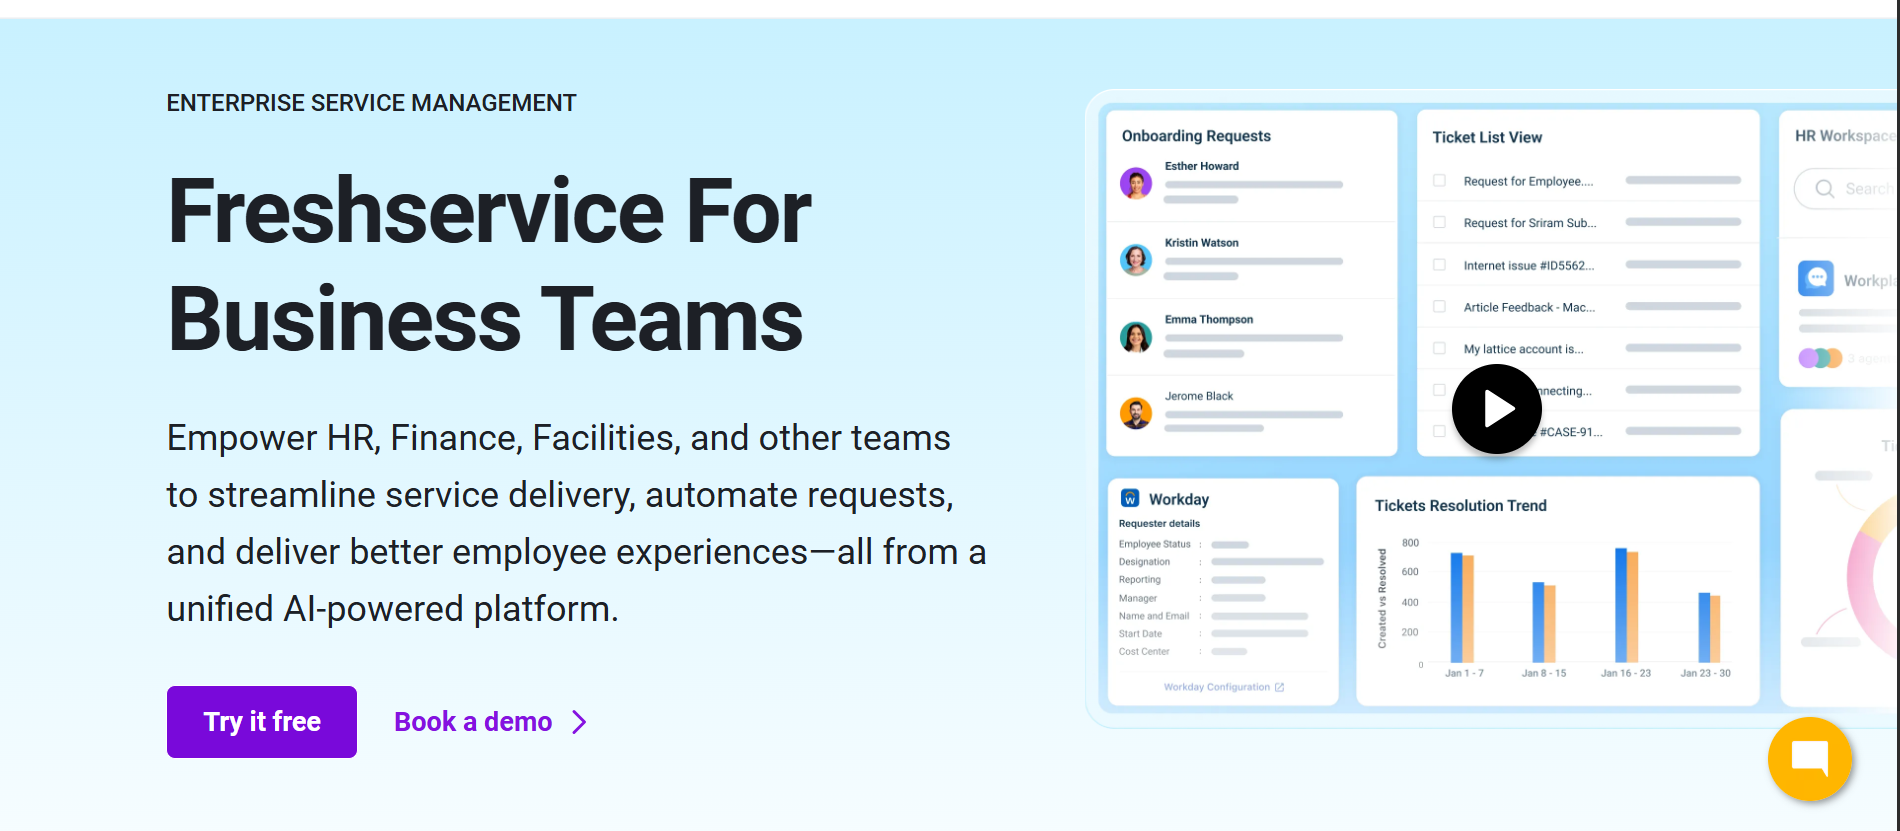 ENTERPRISE SERVICE MANAGEMENT
Freshservice For
Business Teams
Empower HR, Finance, Facilities, and other teams
to streamline service delivery, automate requests,
and deliver better employee experiences—all from a
unified AI-powered platform.
Try it free
Book a demo
Onboarding Requests
Esther Howard
Kristin Watson
Emma Thompson
Jerome Black
Ticket List View
Request for Employee....
Request for Sriram Sub...
Internet issue #ID5562...
Article Feedback - Mac...
My lattice account is...
#CASE-91...
HR Workspace
Search
3
Workday
Requester details
Employee Status :
Designation :
Reporting :
Manager :
Name and Email :
Start Date :
Cost Center :
Workday Configuration
Tickets Resolution Trend
Created vs Resolved
800
600
400
200
0
Jan 1 - 7
Jan 8 - 15
Jan 16 - 23
Jan 23 - 30